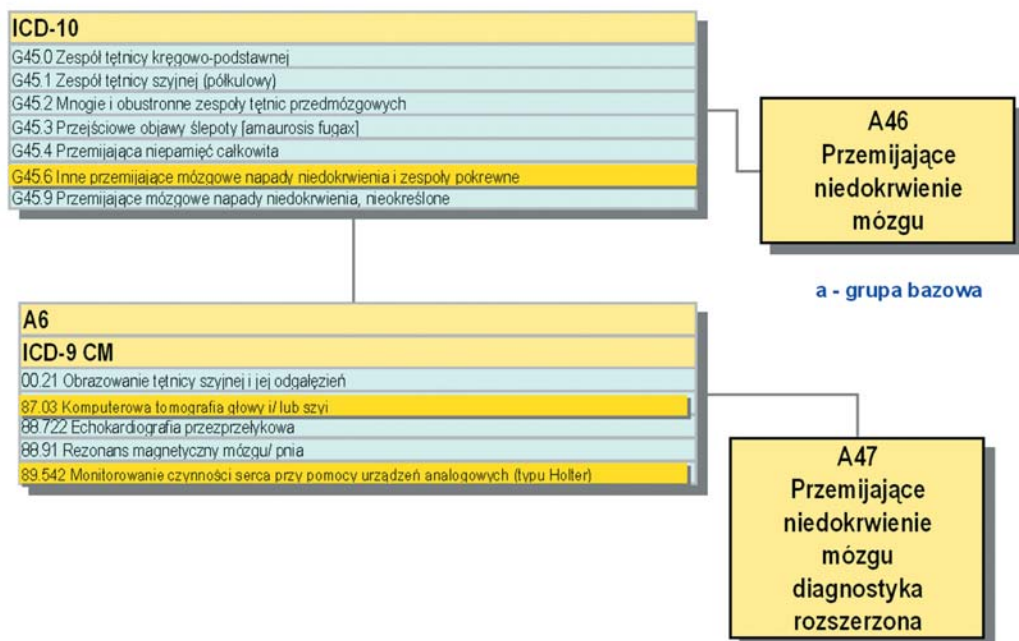 ICD-10
G45.0 Zespół tętnicy kręgowo-podstawnej
G45.1 Zespół tętnicy szyjnej (półkulowy)
G45.2 Mnogie i obustronne zespoły tętnic przedmózgowych
G45.3 Przejściowe objawy ślepoty [amaurosis fugax]
G45.4 Przemijająca niepamięć całkowita
G45.6 Inne przemijające mózgowe napady niedokrwienia i zespoły pokrewne
G45.9 Przemijające mózgowe napady niedokrwienia, nieokreślone
A46
Przemijające
niedokrwienie
mózgu
a - grupa bazowa
A6
ICD-9 CM
00.21 Obrazowanie tętnicy szyjnej i jej odgałęzień
87.03 Komputerowa tomografia głowy i/ lub szyi
88.722 Echokardiografia przezprzełykowa
88.91 Rezonans magnetyczny mózgu/ pnia
89.542 Monitorowanie czynności serca przy pomocy urządzeń analogowych (typu Holter)
A47
Przemijające
niedokrwienie
mózgu
diagnostyka
rozszerzona